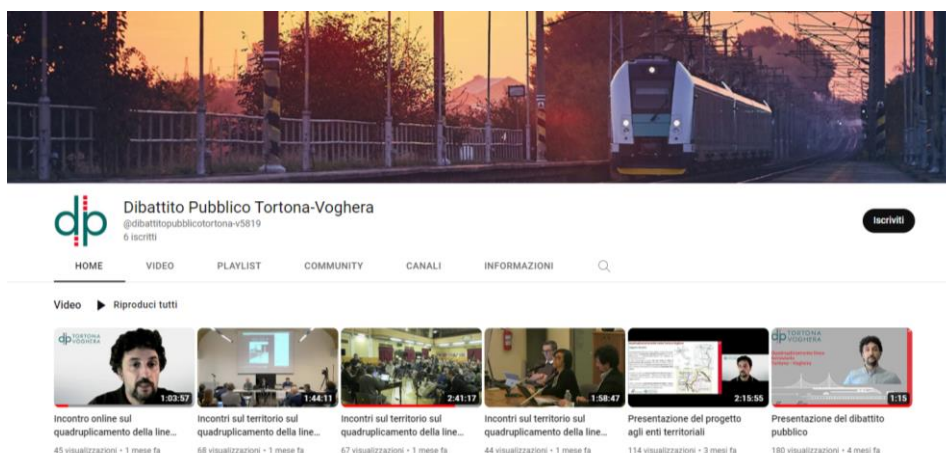 dp
Dibattito Pubblico Tortona-Voghera
@dibattitopubblicotortona-v5819
6 iscritti
Iscriviti
HOME VIDEO PLAYLIST COMMUNITY CANALI INFORMAZIONI
Video Riproduci tutti
dp TORTONA
VOGHERA
1:03:57
1:44:11
2:41:17
1:58:47
2:15:55
dp TORTONA
VOGHERA
Tortona - Voghera
1:15
Incontro online sul
quadruplicamento della line...
45 visualizzazioni • 1 mese fa
Incontri sul territorio sul
quadruplicamento della line...
68 visualizzazioni • 1 mese fa
Incontri sul territorio sul
quadruplicamento della line...
67 visualizzazioni • 1 mese fa
Incontri sul territorio sul
quadruplicamento della line...
44 visualizzazioni • 1 mese fa
Presentazione del progetto
agli enti territoriali
114 visualizzazioni • 3 mesi fa
Presentazione del dibattito
pubblico
180 visualizzazioni • 4 mesi fa